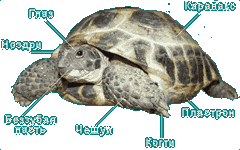 Глаз
Карапакс
Ноздри
Беззубая
пасть
Чешуя
Когти
Пластрон